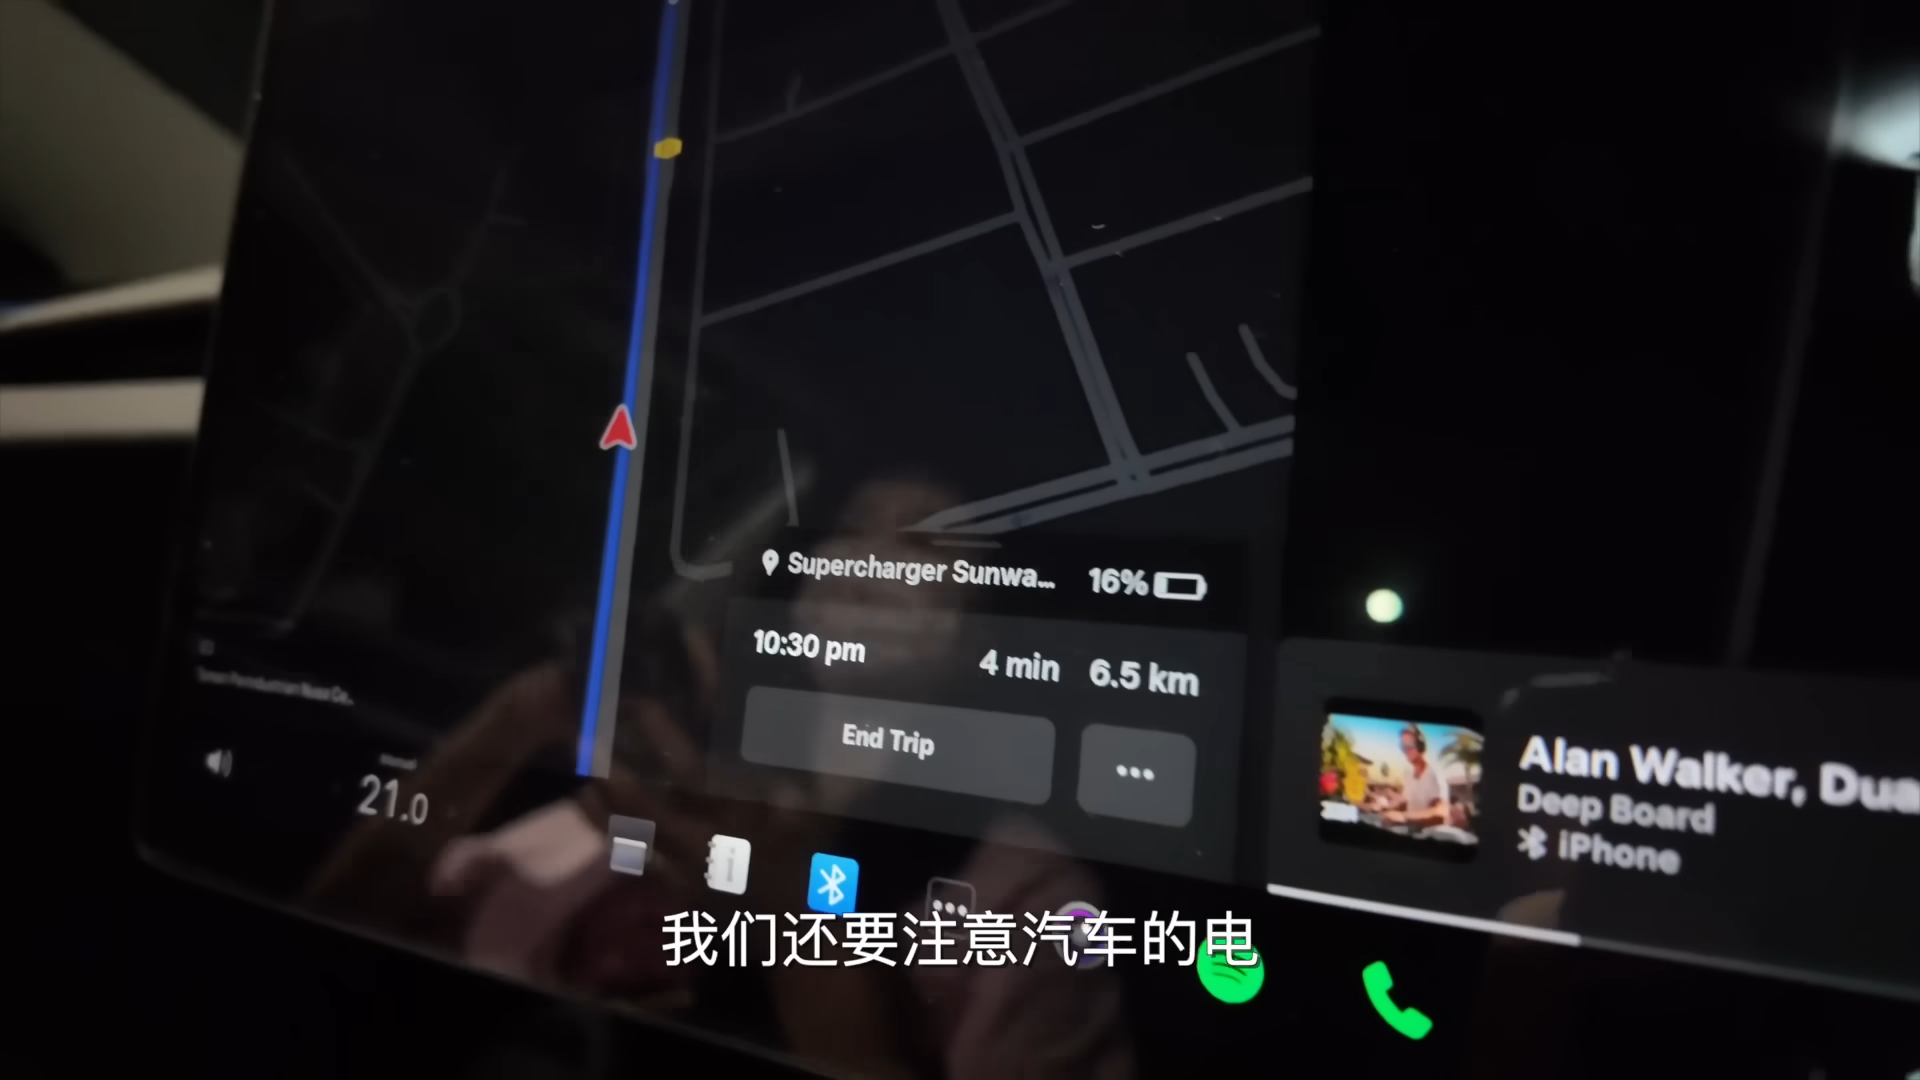 Supercharger Sunwa...
16%
10:30 pm
4 min
6.5 km
End Trip
Alan Walker, Dua
Deep Board
iPhone
21.0
我们还要注意汽车的电